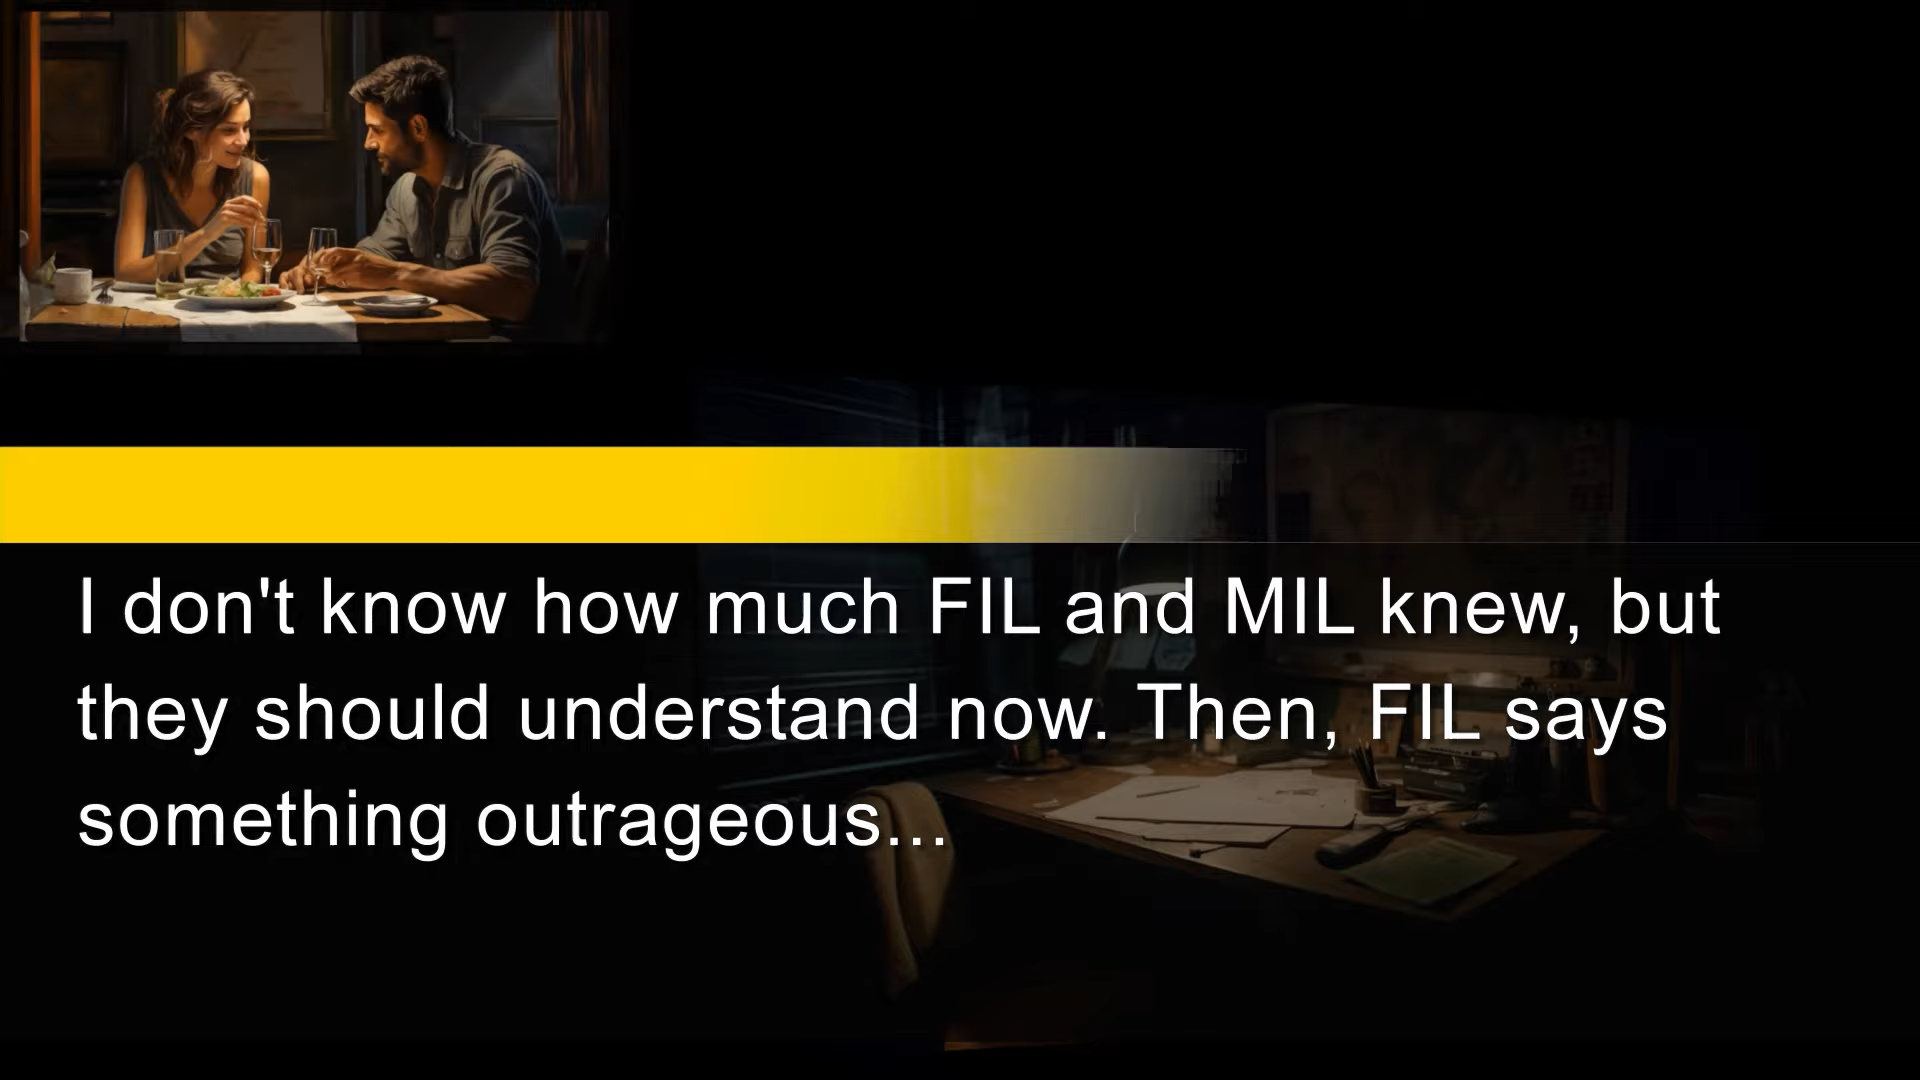 I don't know how much FIL and MIL knew, but
they should understand now. Then, FIL says
something outrageous...